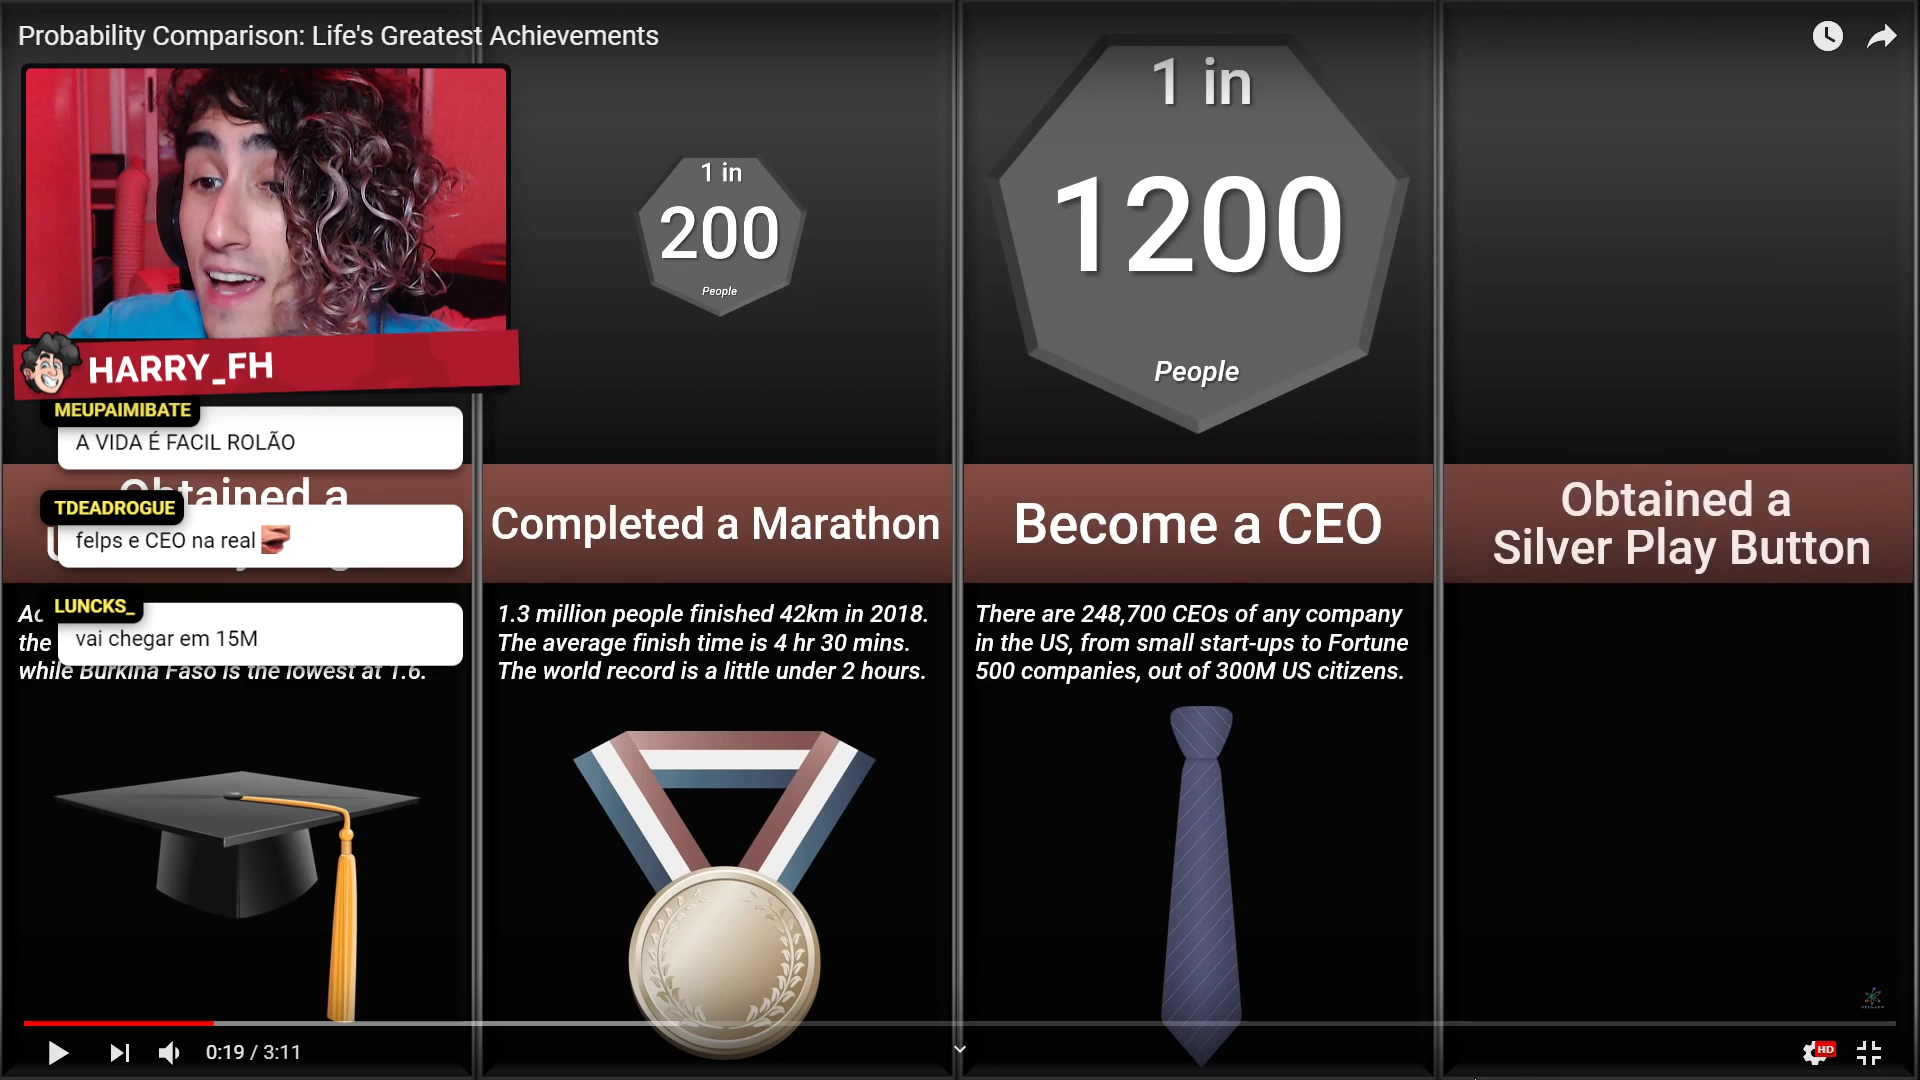 Probability Comparison: Life's Greatest Achievements
HARRY_FH
MEUPAIMIBATE
A VIDA É FACIL ROLÃO
TDEADROGUE
felps e CEO na real
LUNCKS_
vai chegar em 15M
Obtained a
the
while Burkina Faso is the lowest at 1.6.
1 in
200
People
Completed a Marathon
1.3 million people finished 42km in 2018.
The average finish time is 4 hr 30 mins.
The world record is a little under 2 hours.
1 in
1200
People
Become a CEO
There are 248,700 CEOs of any company
in the US, from small start-ups to Fortune
500 companies, out of 300M US citizens.
Obtained a
Silver Play Button
0:19 / 3:11
HD